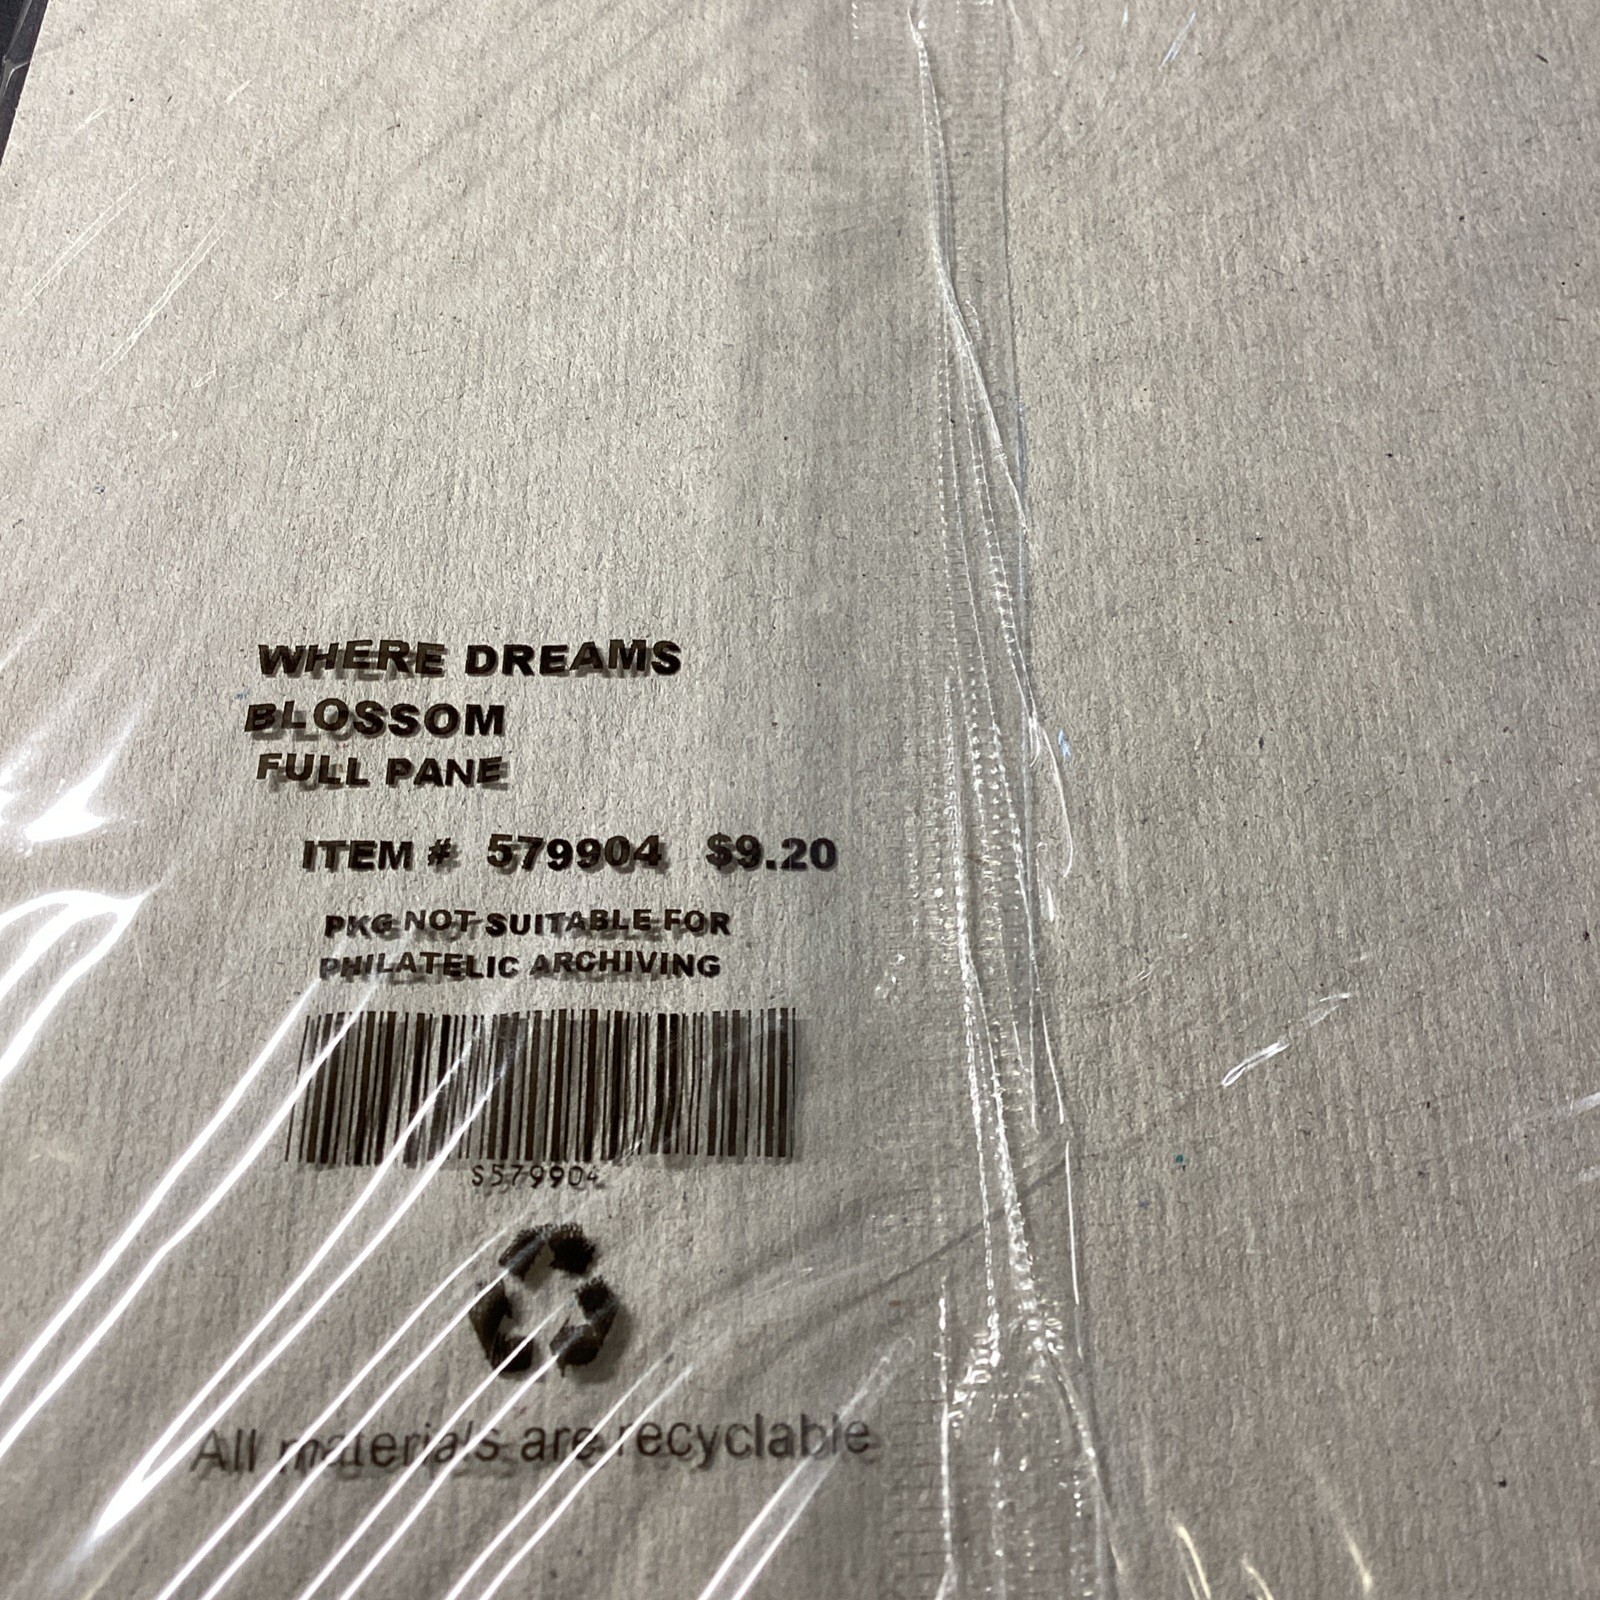 WHERE DREAMS
BLOSSOM
FULL PANE
ITEM # 579904 $9.20
PKG NOT SUITABLE FOR
PHILATELIC ARCHIVING
S579904
All materials are recyclable